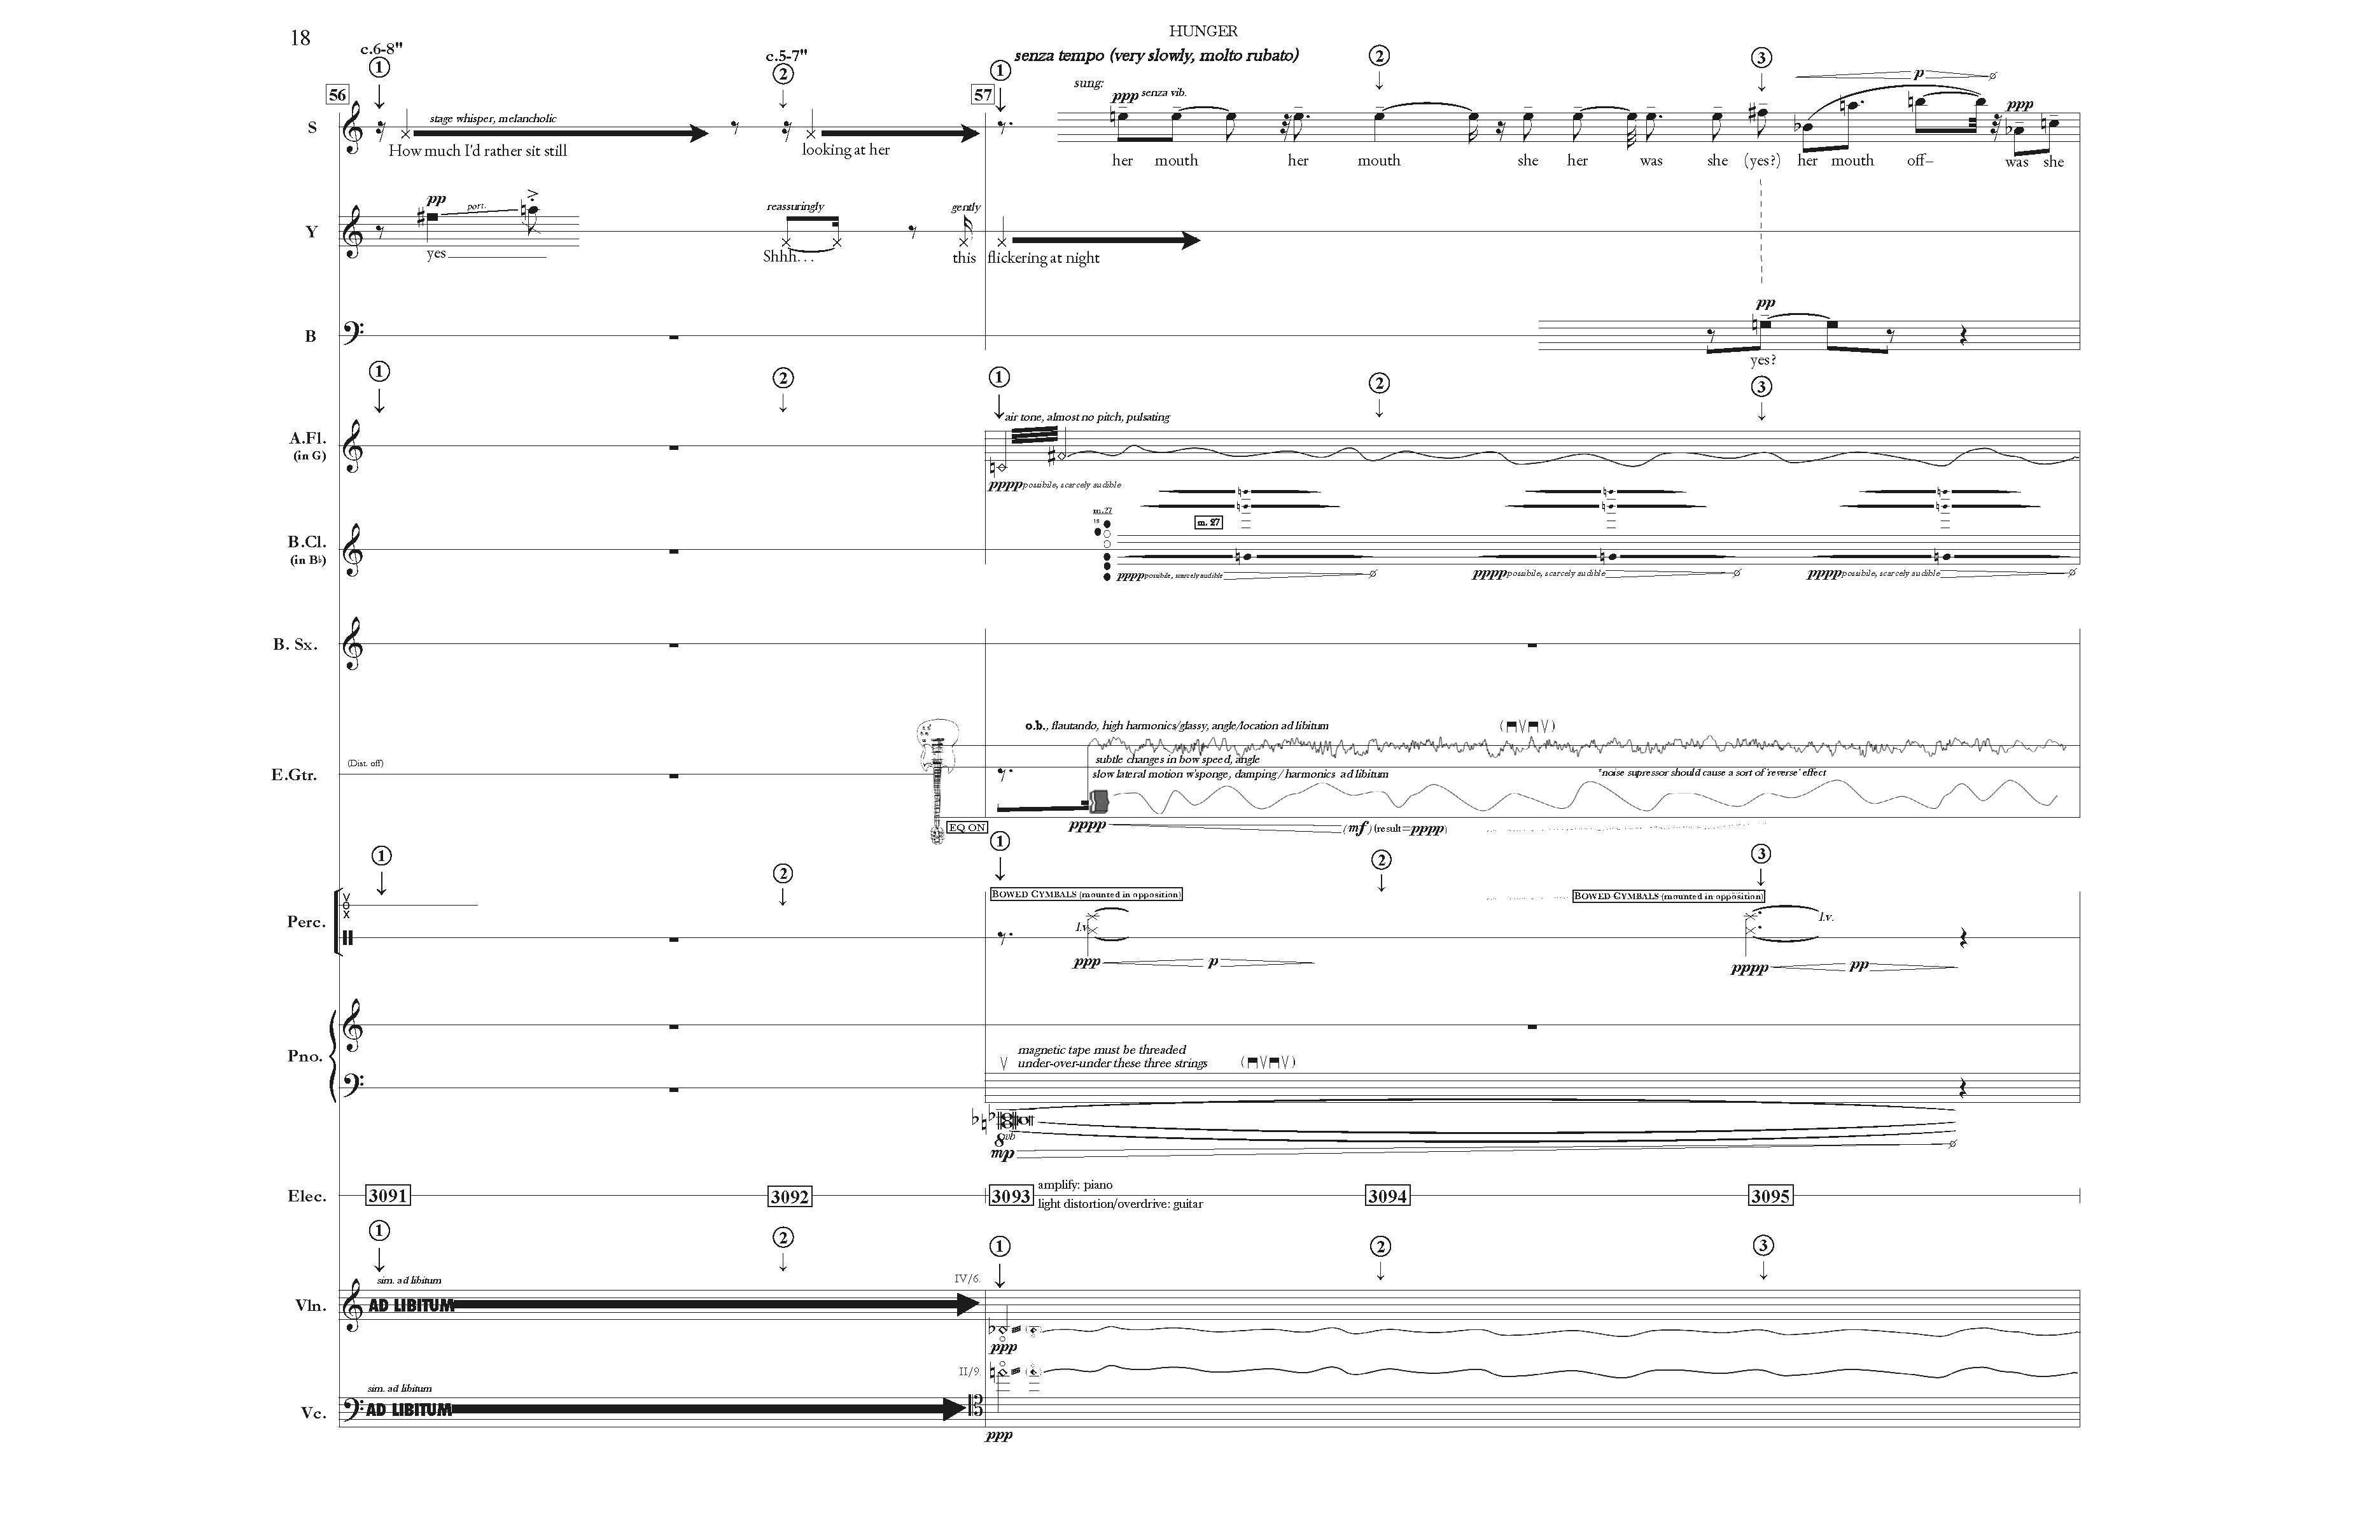 18
HUNGER
c.6-8"
c.5-7"
senza tempo (very slowly, molto rubato)
1
2
1
2
3
56
57
sung:
ppp senza vib.
p
ppp
S
stage whisper, melancholic
How much I'd rather sit still
looking at her
her mouth her mouth she her was she (yes?) her mouth off– was she
Y
pp
port.
reassuringly
gently
yes
Shhh. . .
this flickering at night
B
pp
yes?
1
2
1
2
3
A.Fl.
(in G)
air tone, almost no pitch, pulsating
pppp possibile, scarcely audible
B.Cl.
(in B♭)
m.27
m. 27
pppp possibile, scarcely audible
pppp possibile, scarcely audible
pppp possibile, scarcely audible
B. Sx.
E.Gtr.
(Dist. off)
o.b., flautando, high harmonics/glassy, angle/location ad libitum
subtle changes in bow speed, angle
slow lateral motion w'sponge, damping / harmonics ad libitum
*noise supressor should cause a sort of 'reverse' effect
EQ ON
pppp
(mf) (result=pppp)
1
2
1
2
3
Perc.
V
O
X
BOWED CYMBALS (mounted in opposition)
BOWED CYMBALS (mounted in opposition)
l.v.
l.v.
ppp
p
pppp
pp
Pno.
magnetic tape must be threaded
under-over-under these three strings
8vb
mp
Elec.
3091
3092
3093
amplify: piano
light distortion/overdrive: guitar
3094
3095
1
2
1
2
3
Vln.
sim. ad libitum
AD LIBITUM
IV/6.
ppp
Vc.
sim. ad libitum
AD LIBITUM
II/9.
ppp